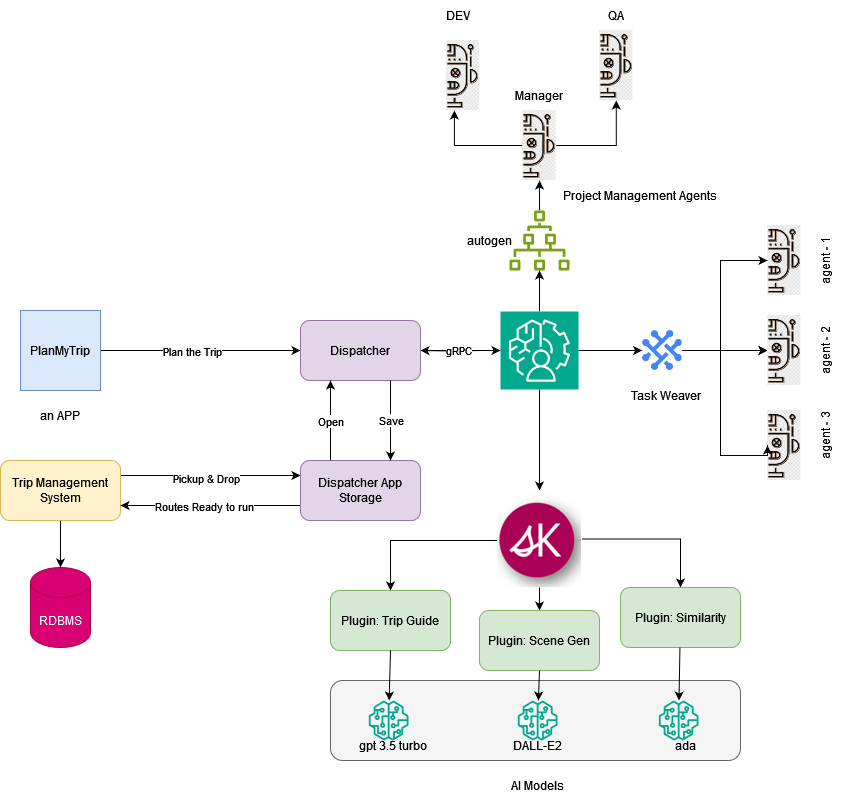 DEV
QA
Manager
Project Management Agents
autogen
agent - 1
agent - 2
agent - 3
PlanMyTrip
Plan the Trip
Dispatcher
gRPC
Task Weaver
an APP
Open
Save
Trip Management
System
Pickup & Drop
Routes Ready to run
Dispatcher App
Storage
RDBMS
sK
Plugin: Trip Guide
Plugin: Scene Gen
Plugin: Similarity
gpt 3.5 turbo
DALL-E2
ada
AI Models